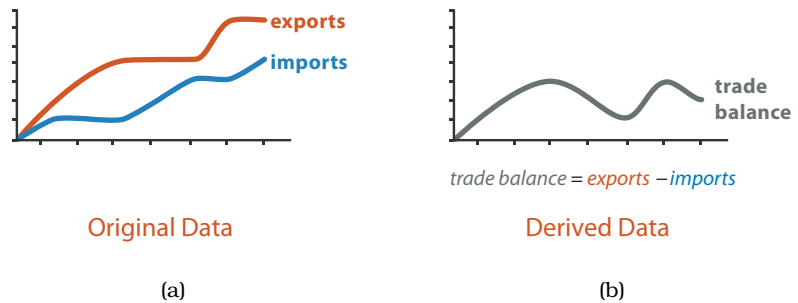 exports
imports
trade
balance
trade balance = exports – imports
Original Data
Derived Data
(a)
(b)